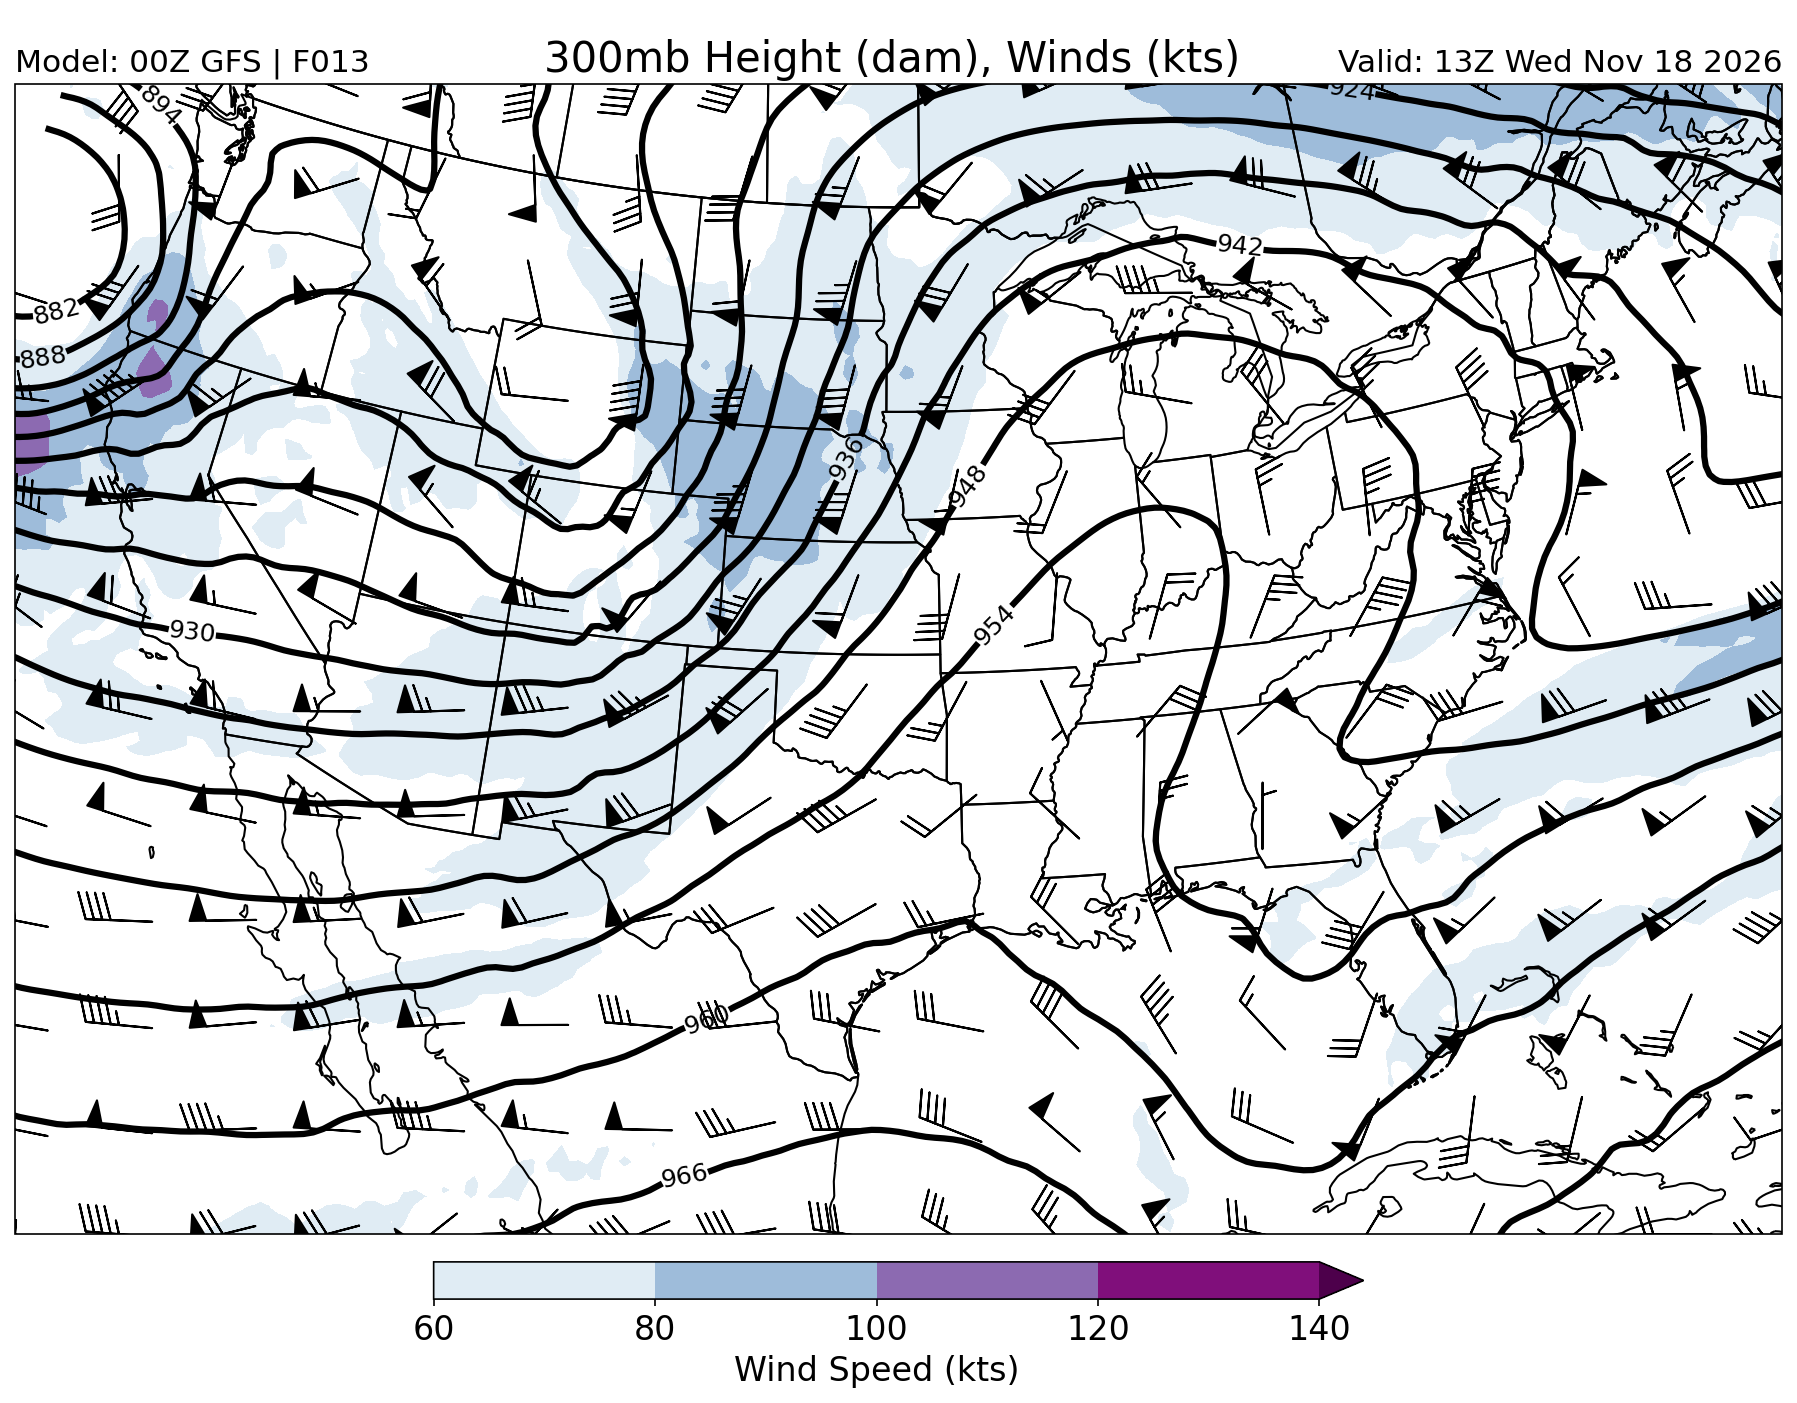 Model: 00Z GFS | F013
300mb Height (dam), Winds (kts)
Valid: 13Z Wed Nov 18 2026
894
924
942
882
888
936
948
954
930
960
966
60 80 100 120 140
Wind Speed (kts)